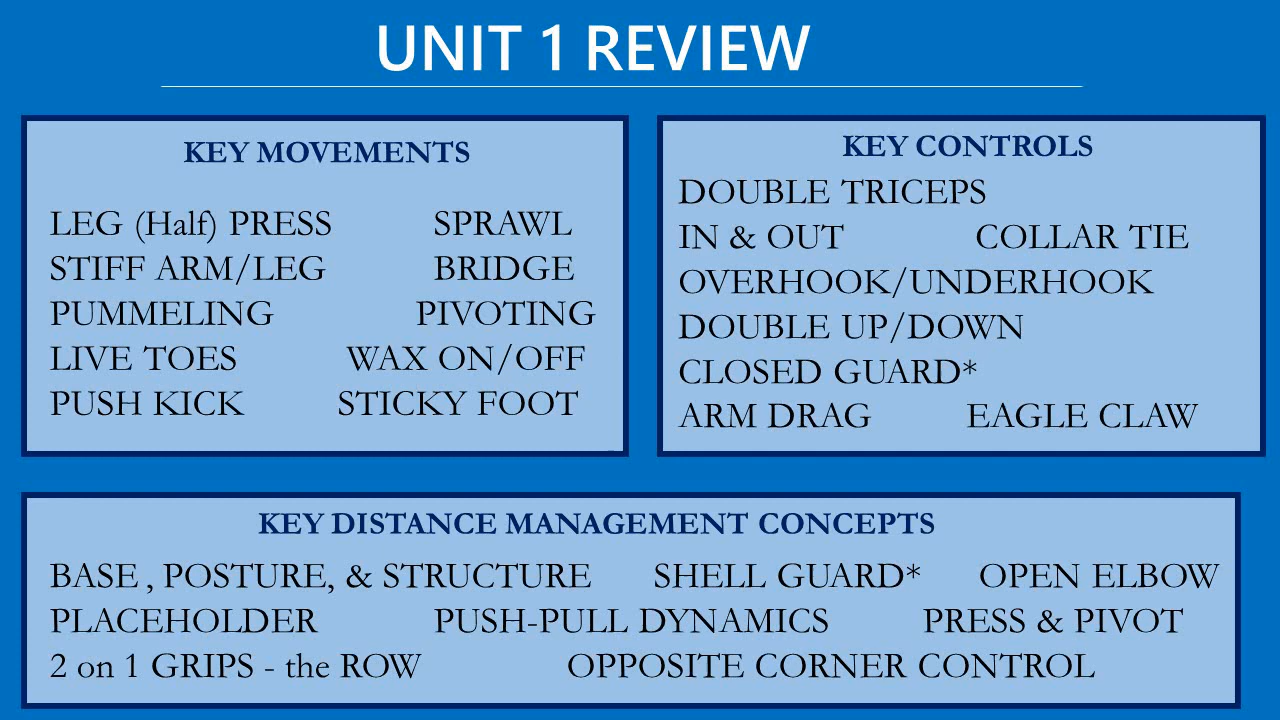 UNIT 1 REVIEW
KEY MOVEMENTS
LEG (Half) PRESS SPRAWL
STIFF ARM/LEG BRIDGE
PUMMELING PIVOTING
LIVE TOES WAX ON/OFF
PUSH KICK STICKY FOOT
KEY CONTROLS
DOUBLE TRICEPS
IN & OUT COLLAR TIE
OVERHOOK/UNDERHOOK
DOUBLE UP/DOWN
CLOSED GUARD*
ARM DRAG EAGLE CLAW
KEY DISTANCE MANAGEMENT CONCEPTS
BASE , POSTURE, & STRUCTURE SHELL GUARD* OPEN ELBOW
PLACEHOLDER PUSH-PULL DYNAMICS PRESS & PIVOT
2 on 1 GRIPS - the ROW OPPOSITE CORNER CONTROL